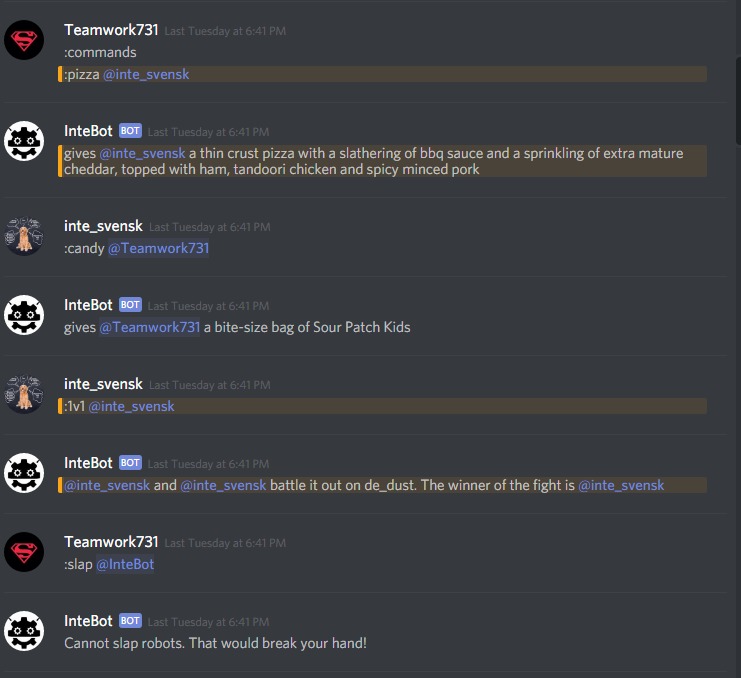 Teamwork731 Last Tuesday at 6:41 PM
:commands
:pizza @inte_svensk
InteBot BOT Last Tuesday at 6:41 PM
gives @inte_svensk a thin crust pizza with a slathering of bbq sauce and a sprinkling of extra mature
cheddar, topped with ham, tandoori chicken and spicy minced pork
inte_svensk Last Tuesday at 6:41 PM
:candy @Teamwork731
InteBot BOT Last Tuesday at 6:41 PM
gives @Teamwork731 a bite-size bag of Sour Patch Kids
inte_svensk Last Tuesday at 6:41 PM
:1v1 @inte_svensk
InteBot BOT Last Tuesday at 6:41 PM
@inte_svensk and @inte_svensk battle it out on de_dust. The winner of the fight is @inte_svensk
Teamwork731 Last Tuesday at 6:41 PM
:slap @InteBot
InteBot BOT Last Tuesday at 6:41 PM
Cannot slap robots. That would break your hand!